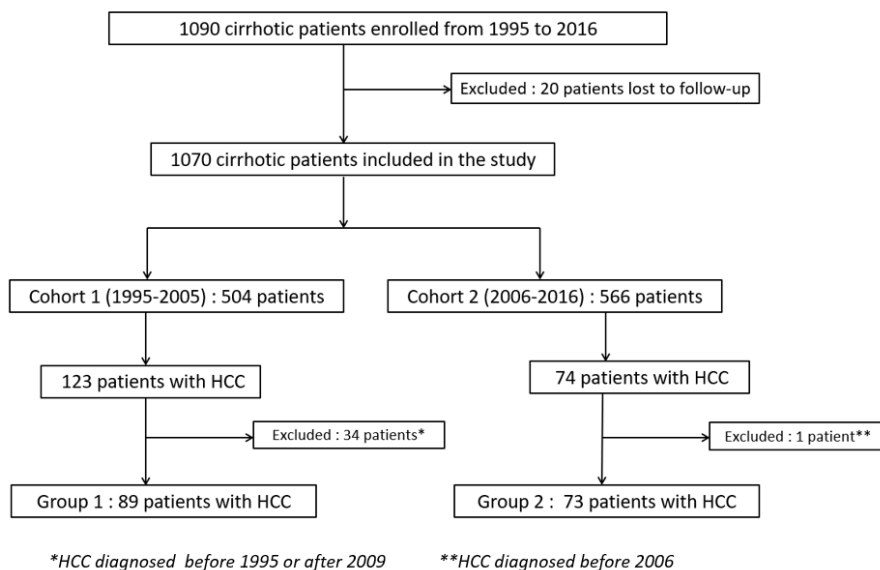 1090 cirrhotic patients enrolled from 1995 to 2016
Excluded : 20 patients lost to follow-up
1070 cirrhotic patients included in the study
Cohort 1 (1995-2005) : 504 patients
Cohort 2 (2006-2016) : 566 patients
123 patients with HCC
74 patients with HCC
Excluded : 34 patients*
Excluded : 1 patient**
Group 1 : 89 patients with HCC
Group 2 : 73 patients with HCC
*HCC diagnosed before 1995 or after 2009
**HCC diagnosed before 2006